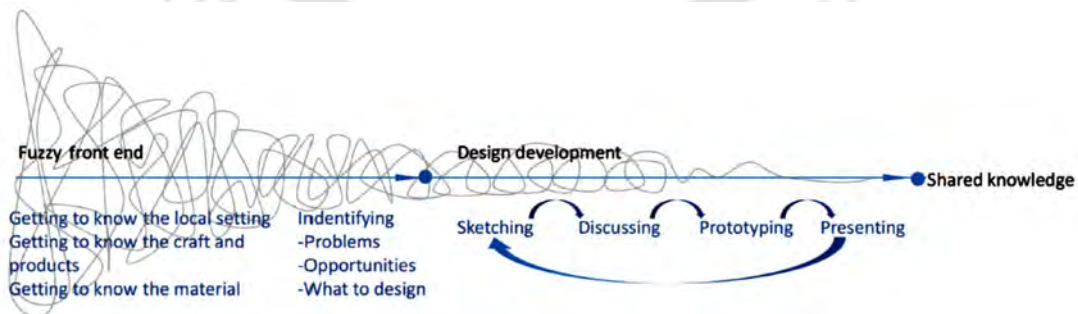 Fuzzy front end
Design development
Shared knowledge
Getting to know the local setting
Getting to know the craft and
products
Getting to know the material
Indentifying
-Problems
-Opportunities
-What to design
Sketching
Discussing
Prototyping
Presenting